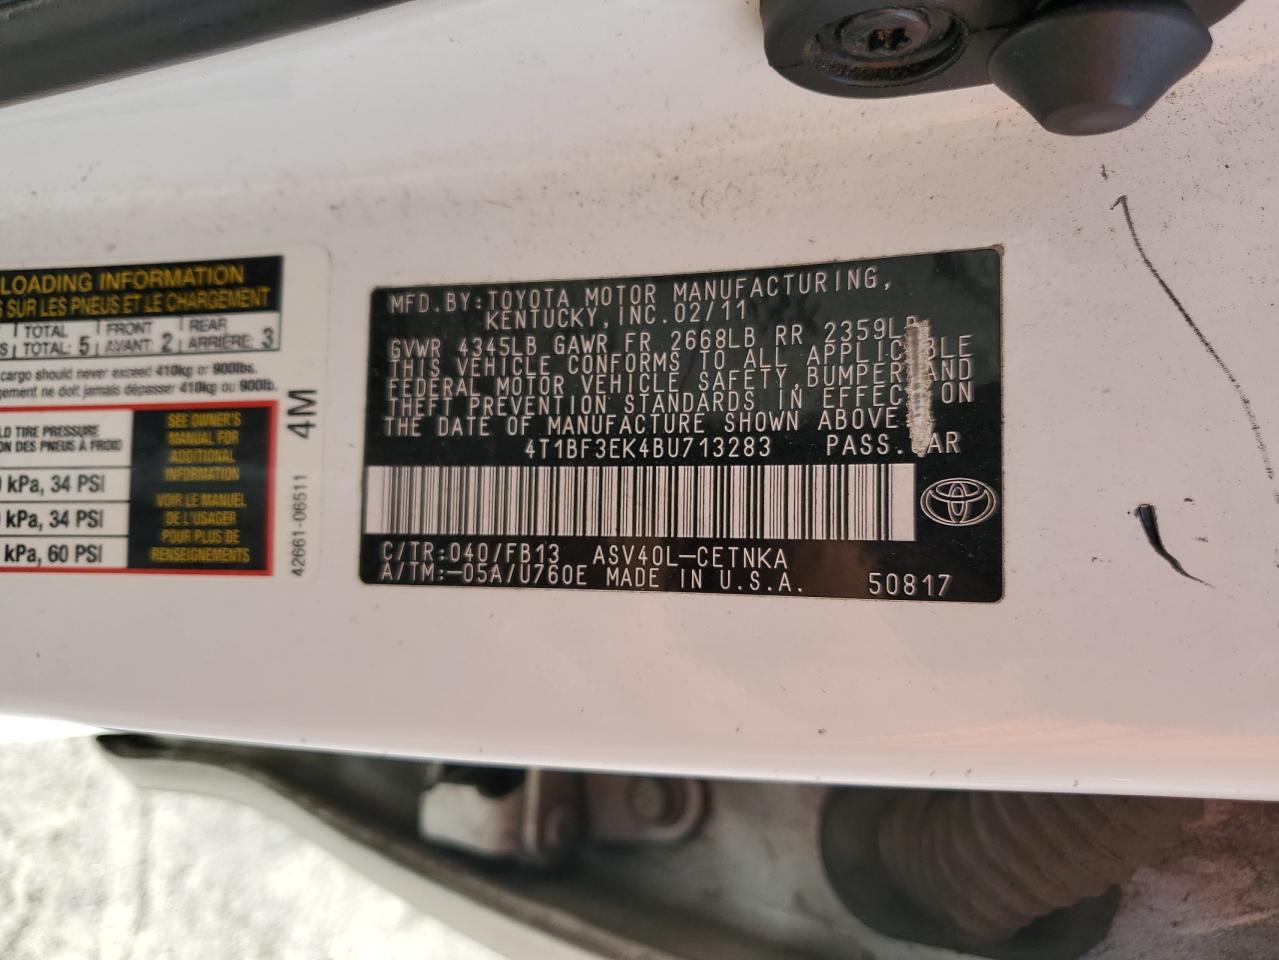 LOADING INFORMATION
SUR LES PNEUS ET LE CHARGEMENT
TOTAL FRONT REAR
TOTAL: 5 AVANT: 2 ARRIÈRE: 3
cargo should never exceed 410kg or 900lbs.
ne doit jamais dépasser 410kg ou 900lb.
TIRE PRESSURE
DES PNEUS À FROID
kPa, 34 PSI
kPa, 34 PSI
kPa, 60 PSI
SEE OWNER'S
MANUAL FOR
ADDITIONAL
INFORMATION
VOIR LE MANUEL
DE L'USAGER
POUR PLUS DE
RENSEIGNEMENTS
4M
42661-06511
MFD. BY: TOYOTA MOTOR MANUFACTURING,
KENTUCKY, INC. 02/11
GVWR 4345LB GAWR FR 2668LB RR 2359LB
THIS VEHICLE CONFORMS TO ALL APPLICABLE
FEDERAL MOTOR VEHICLE SAFETY, BUMPER AND
THEFT PREVENTION STANDARDS IN EFFECT ON
THE DATE OF MANUFACTURE SHOWN ABOVE
4T1BF3EK4BU713283 PASS. CAR
C/TR: 040/FB13 ASV40L-CETNKA
A/TM: -05A/U760E MADE IN U.S.A. 50817